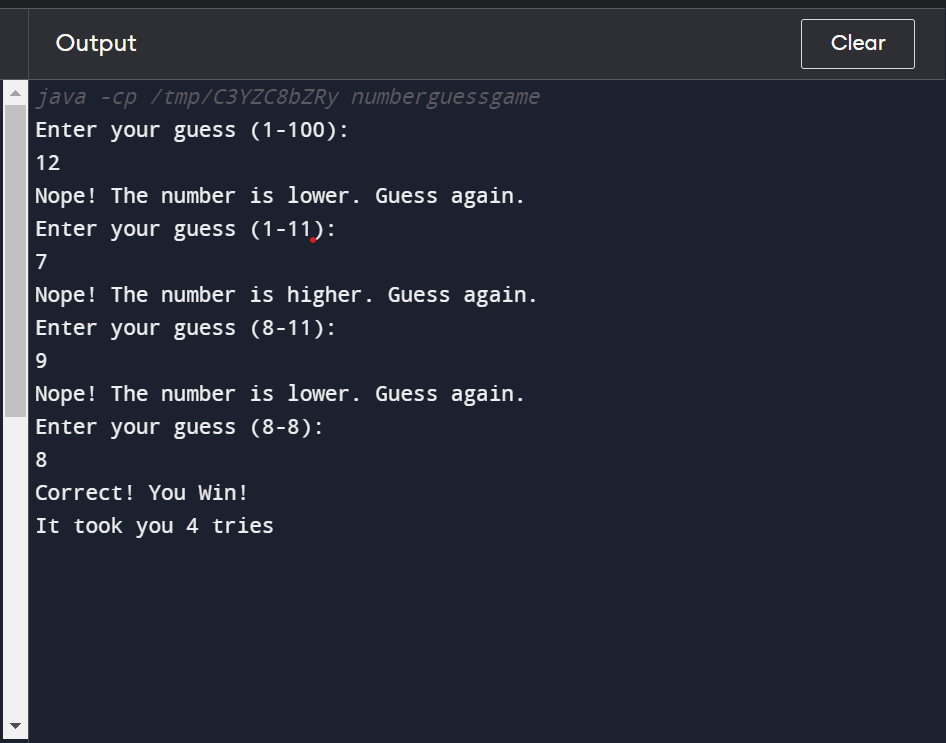 Output
Clear
java -cp /tmp/C3YZC8bZRy numberguessgame
Enter your guess (1-100):
12
Nope! The number is lower. Guess again.
Enter your guess (1-11):
7
Nope! The number is higher. Guess again.
Enter your guess (8-11):
9
Nope! The number is lower. Guess again.
Enter your guess (8-8):
8
Correct! You Win!
It took you 4 tries